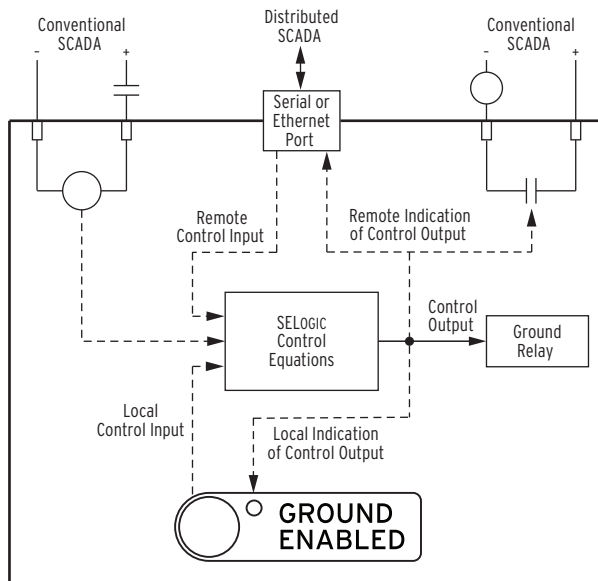 Conventional
SCADA
- +
Distributed
SCADA
Conventional
SCADA
- +
Serial or
Ethernet
Port
Remote
Control Input
Remote Indication
of Control Output
SELOGIC
Control
Equations
Control
Output
Ground
Relay
Local
Control Input
Local Indication
of Control Output
GROUND
ENABLED